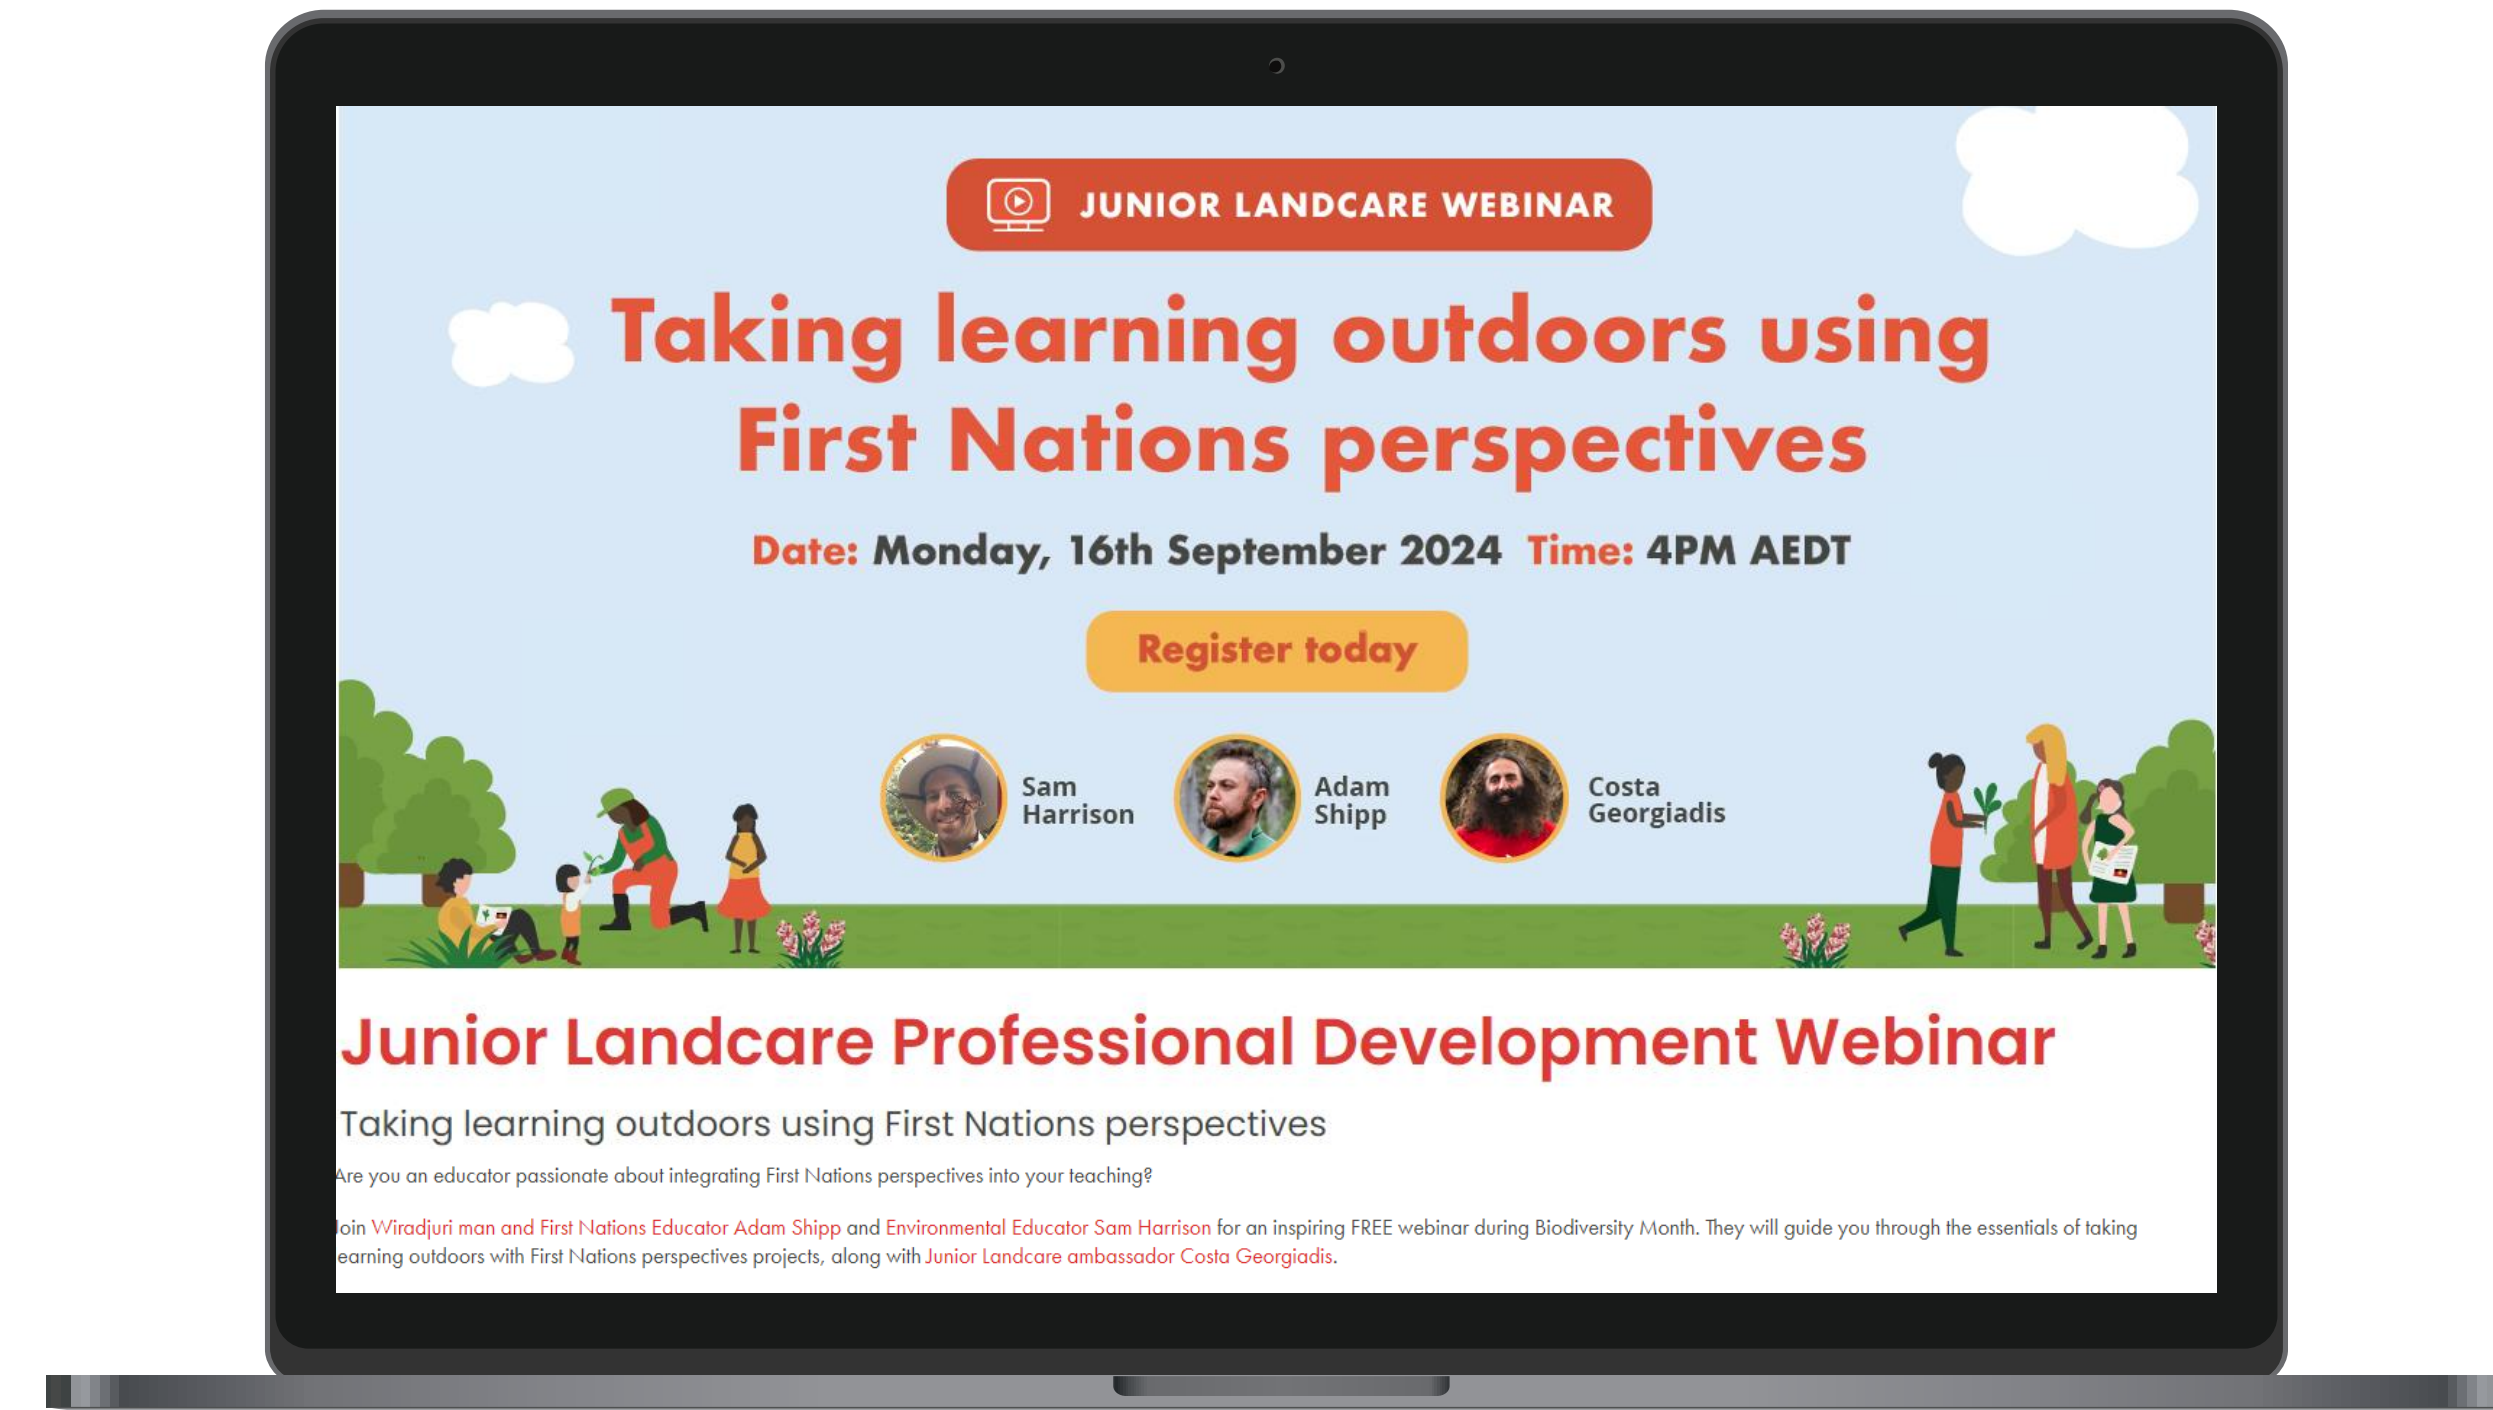 JUNIOR LANDCARE WEBINAR
Taking learning outdoors using
First Nations perspectives
Date: Monday, 16th September 2024 Time: 4PM AEDT
Register today
Sam
Harrison
Adam
Shipp
Costa
Georgiadis
Junior Landcare Professional Development Webinar
Taking learning outdoors using First Nations perspectives
Are you an educator passionate about integrating First Nations perspectives into your teaching?
Join Wiradjuri man and First Nations Educator Adam Shipp and Environmental Educator Sam Harrison for an inspiring FREE webinar during Biodiversity Month. They will guide you through the essentials of taking
earning outdoors with First Nations perspectives projects, along with Junior Landcare ambassador Costa Georgiadis.